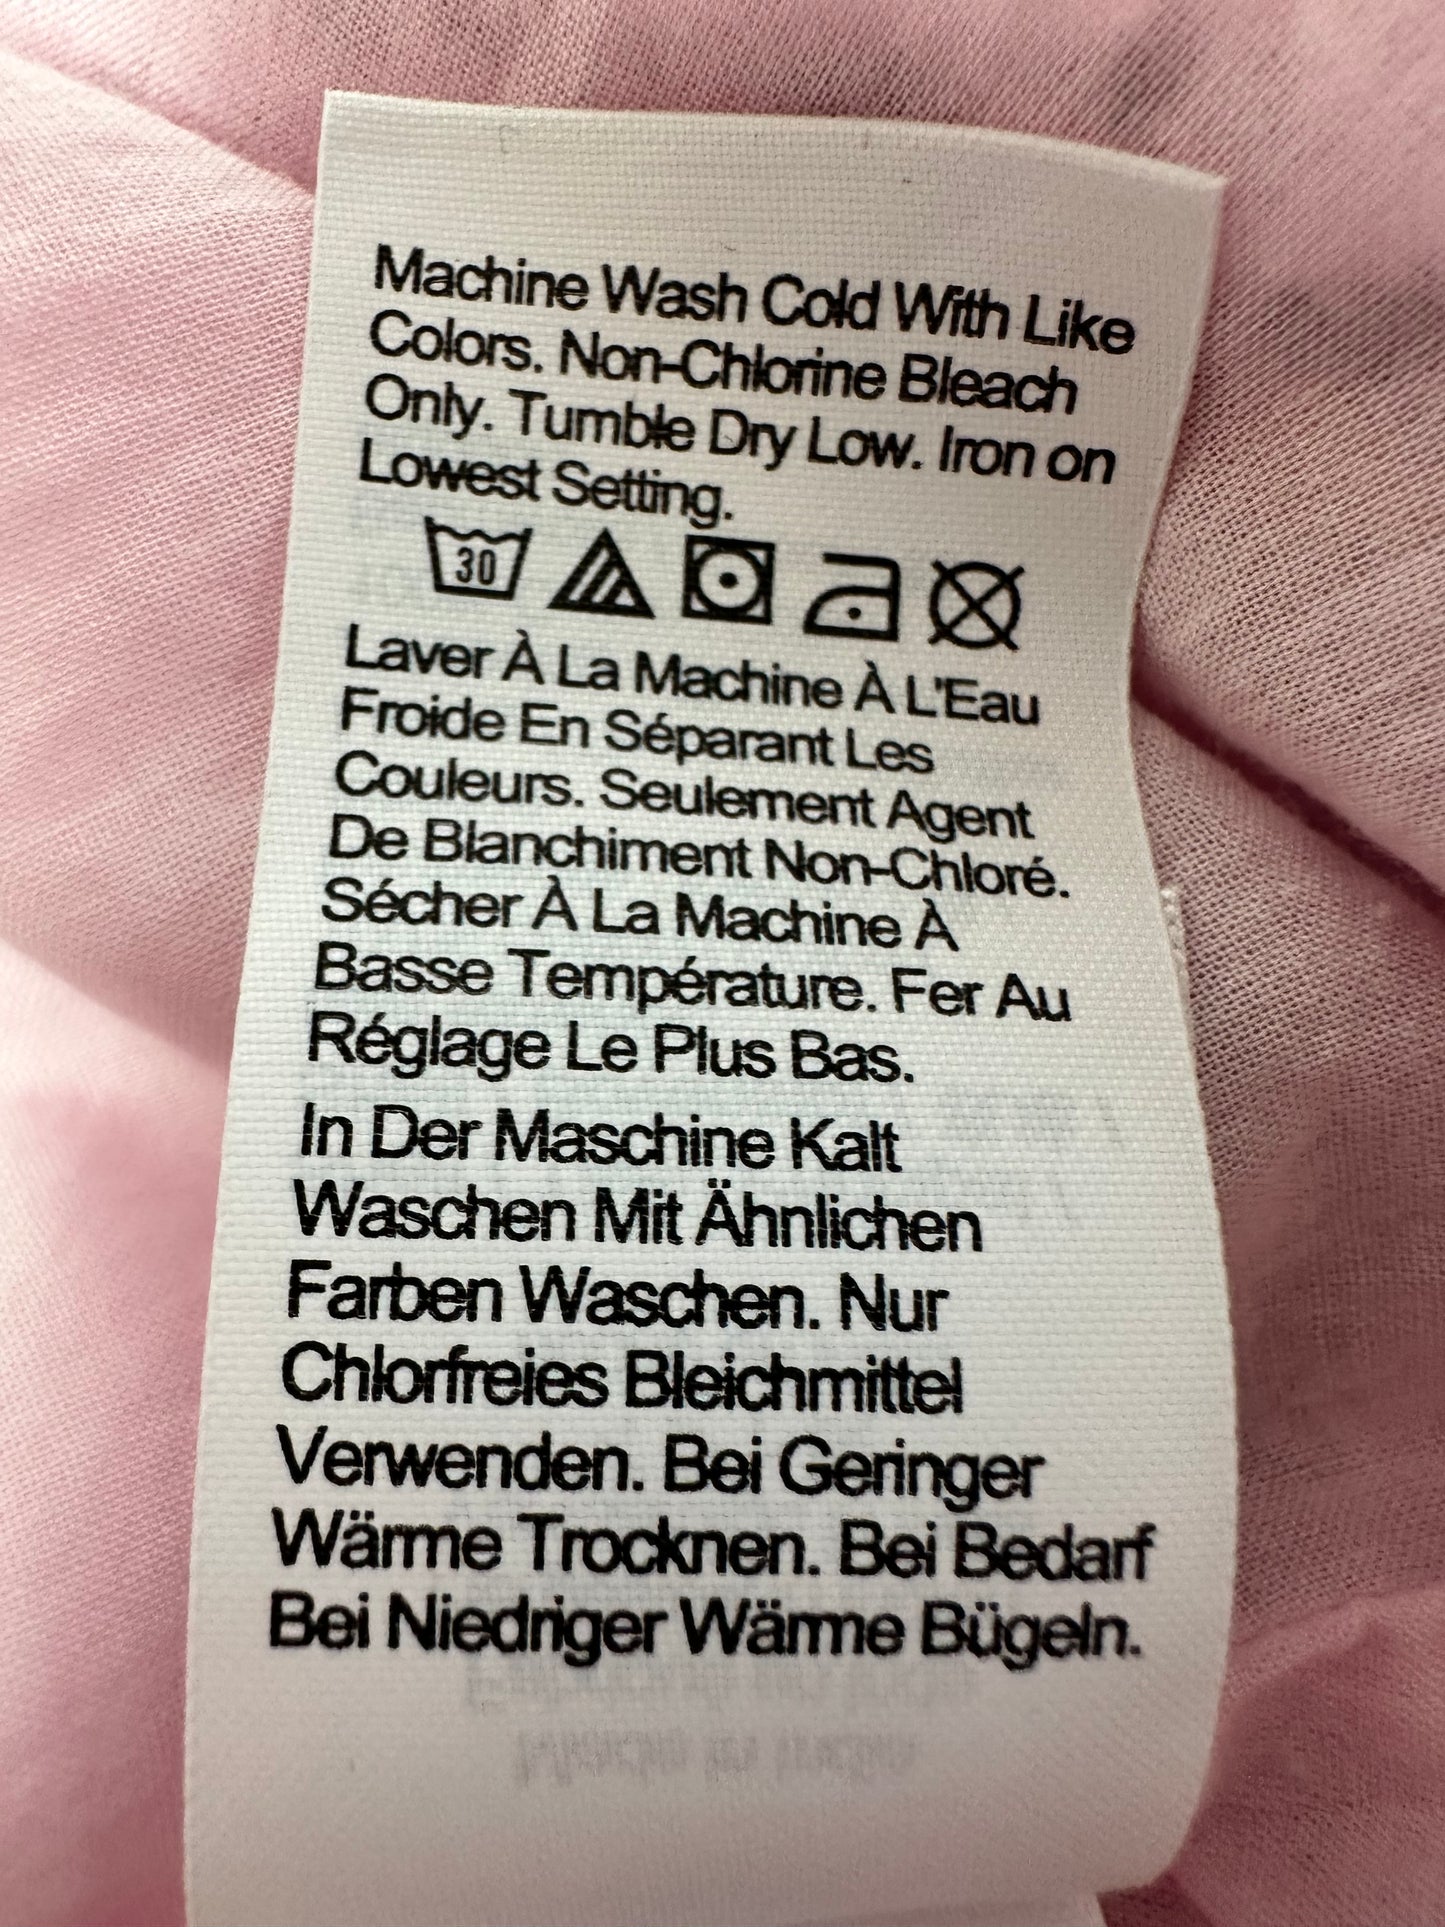 Machine Wash Cold With Like
Colors. Non-Chlorine Bleach
Only. Tumble Dry Low. Iron on
Lowest Setting.
30
Laver À La Machine À L'Eau
Froide En Séparant Les
Couleurs. Seulement Agent
De Blanchiment Non-Chloré.
Sécher À La Machine À
Basse Température. Fer Au
Réglage Le Plus Bas.
In Der Maschine Kalt
Waschen Mit Ähnlichen
Farben Waschen. Nur
Chlorfreies Bleichmittel
Verwenden. Bei Geringer
Wärme Trocknen. Bei Bedarf
Bei Niedriger Wärme Bügeln.